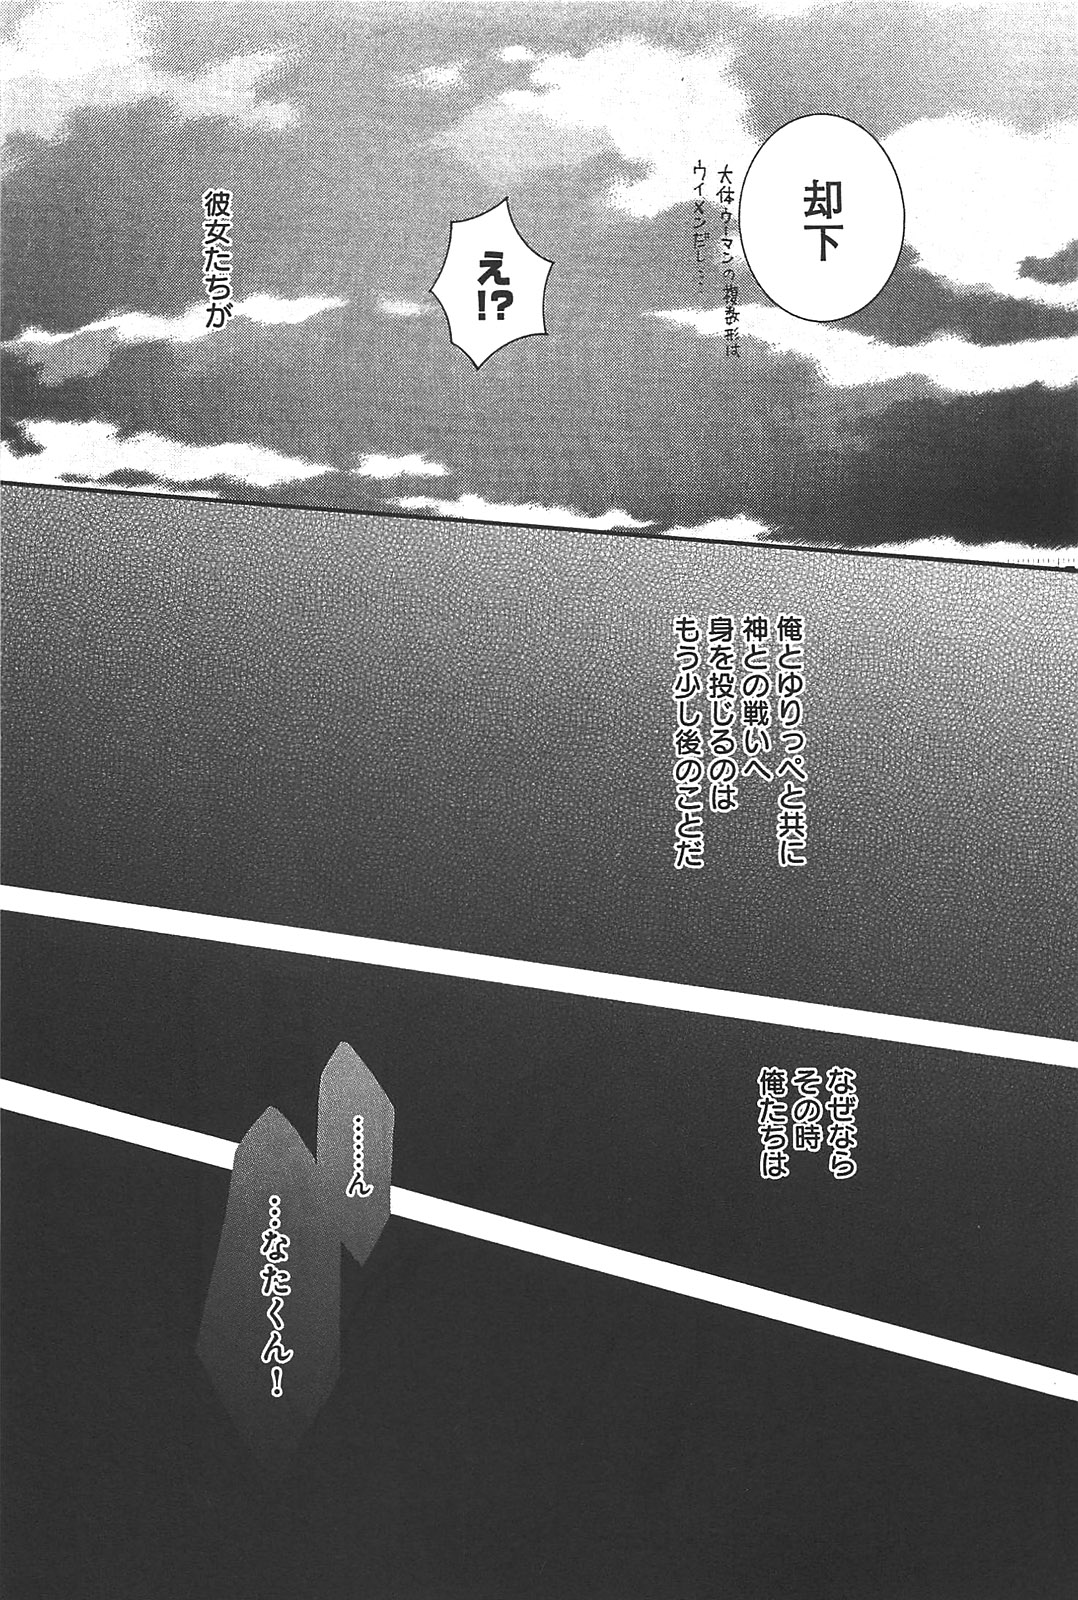 却下
大体ウーマンの複数形は
ウイメンだし…
え!?
彼女たちが
俺とゆりっぺと共に
神との戦いへ
身を投じるのは
もう少し後のことだ
なぜなら
その時
俺たちは
………ん
…なたくん!